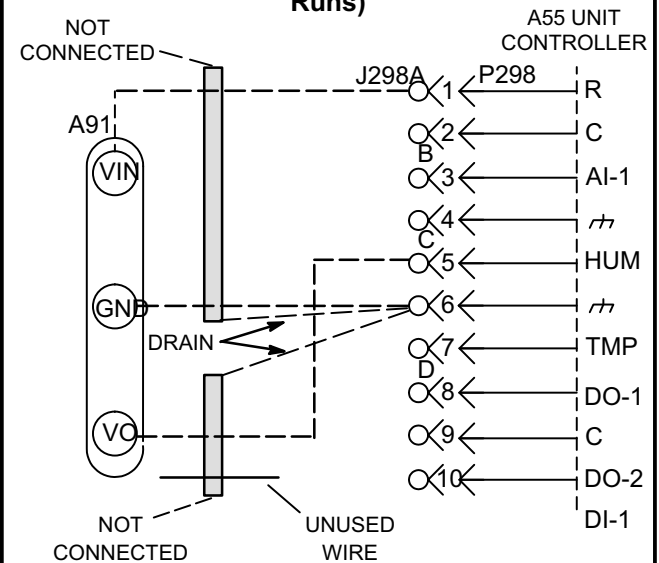 Runs)
NOT
CONNECTED
A55 UNIT
CONTROLLER
J298A
P298
1
R
A91
2
C
B
VIN
3
AI-1
4
C
5
HUM
GND
6
DRAIN
7
TMP
D
8
DO-1
VO
9
C
10
DO-2
DI-1
NOT
CONNECTED
UNUSED
WIRE